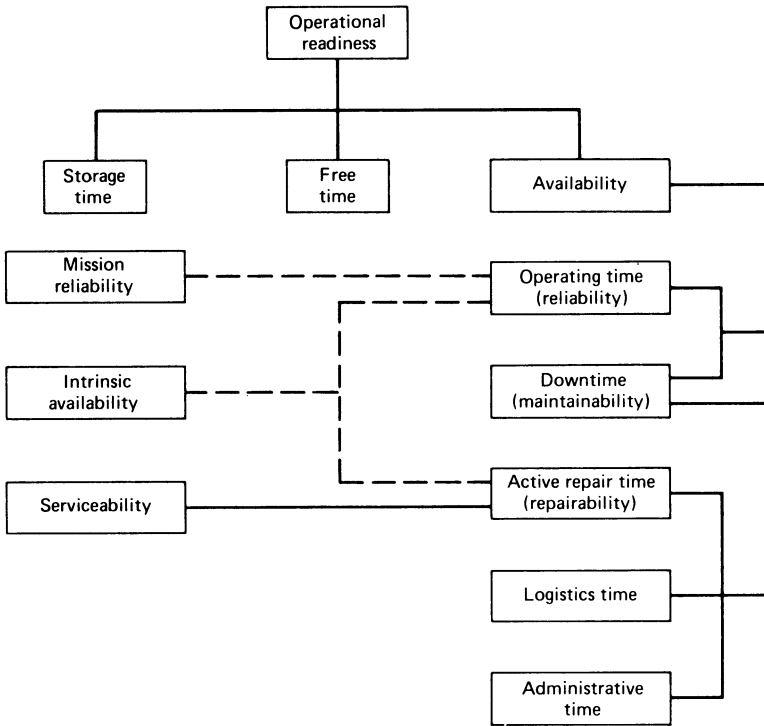 Operational
readiness
Storage
time
Free
time
Availability
Mission
reliability
Operating time
(reliability)
Intrinsic
availability
Downtime
(maintainability)
Serviceability
Active repair time
(repairability)
Logistics time
Administrative
time